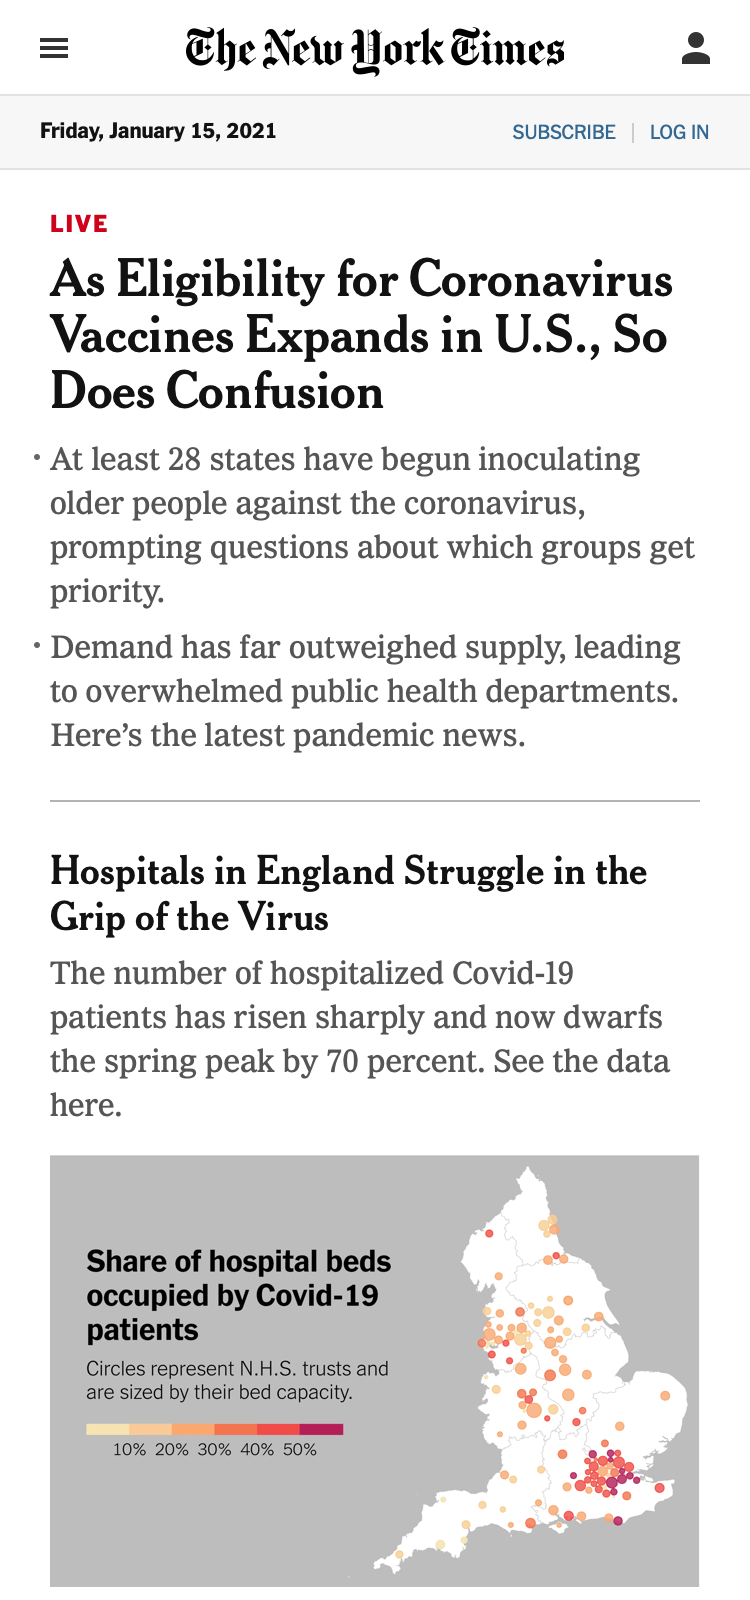 The New York Times
Friday, January 15, 2021
SUBSCRIBE | LOG IN
LIVE
As Eligibility for Coronavirus
Vaccines Expands in U.S., So
Does Confusion
• At least 28 states have begun inoculating
older people against the coronavirus,
prompting questions about which groups get
priority.
• Demand has far outweighed supply, leading
to overwhelmed public health departments.
Here’s the latest pandemic news.
Hospitals in England Struggle in the
Grip of the Virus
The number of hospitalized Covid-19
patients has risen sharply and now dwarfs
the spring peak by 70 percent. See the data
here.
Share of hospital beds
occupied by Covid-19
patients
Circles represent N.H.S. trusts and
are sized by their bed capacity.
10% 20% 30% 40% 50%